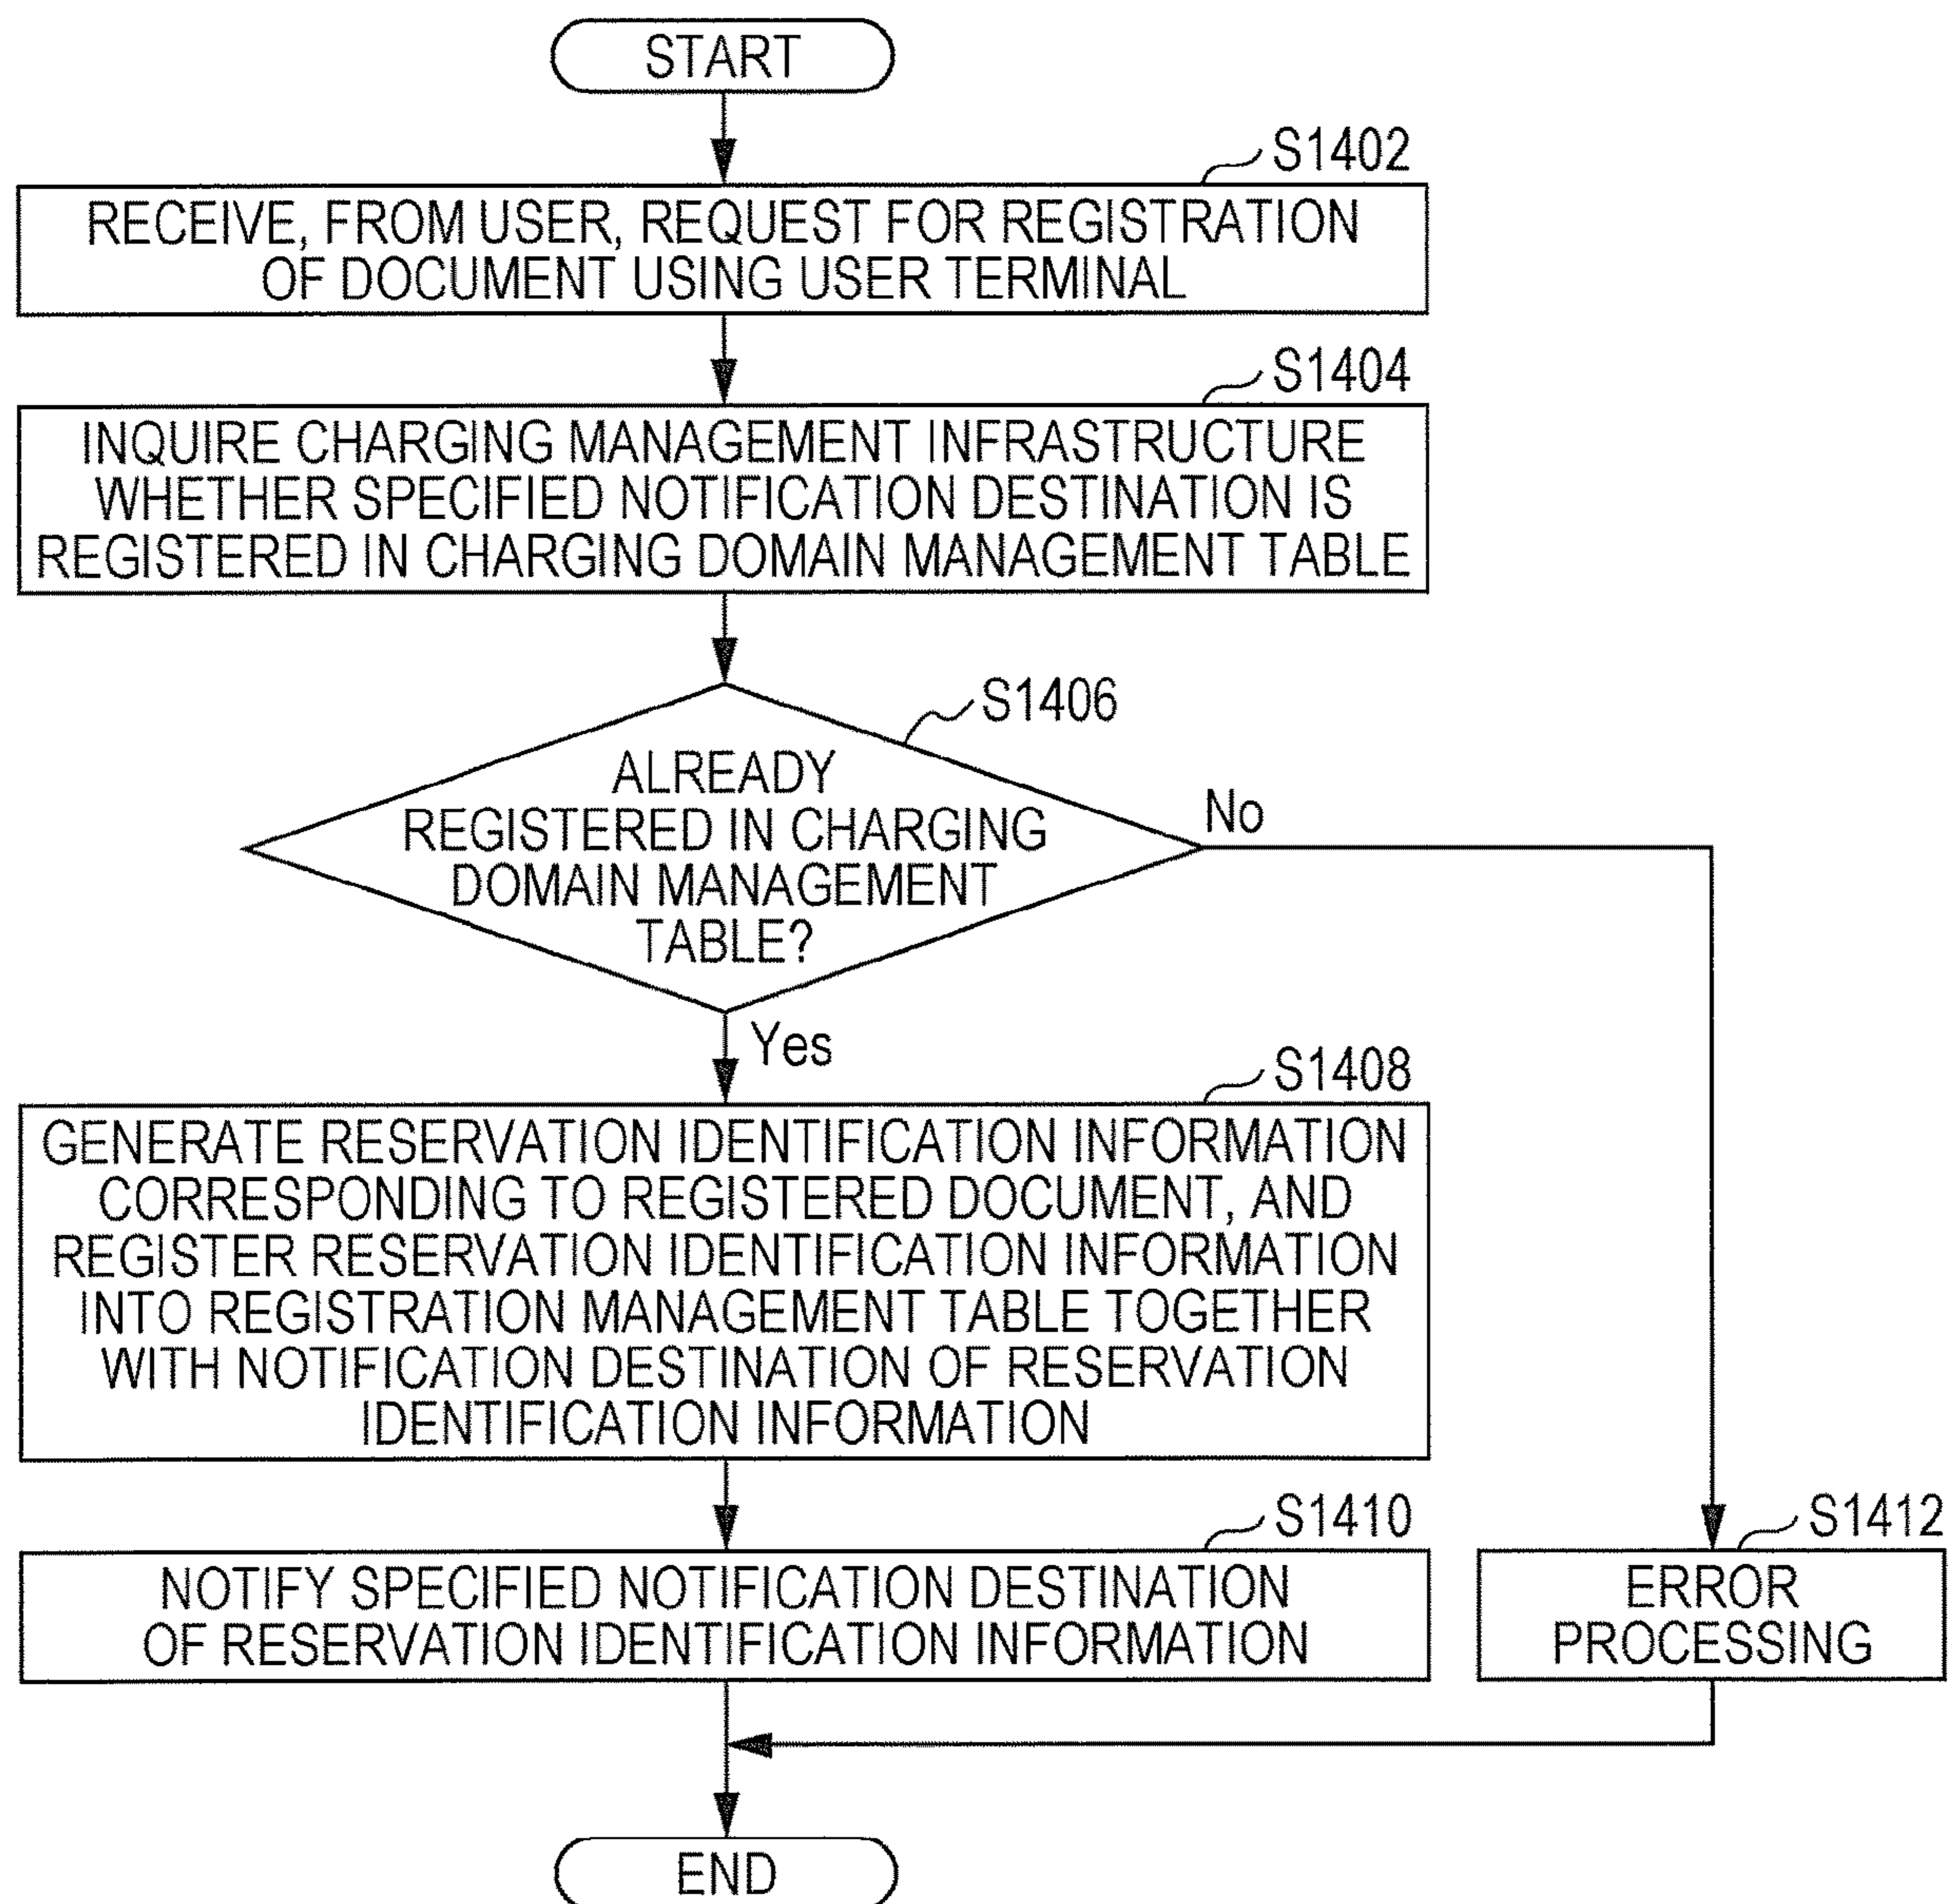 START
S1402
RECEIVE, FROM USER, REQUEST FOR REGISTRATION
OF DOCUMENT USING USER TERMINAL
S1404
INQUIRE CHARGING MANAGEMENT INFRASTRUCTURE
WHETHER SPECIFIED NOTIFICATION DESTINATION IS
REGISTERED IN CHARGING DOMAIN MANAGEMENT TABLE
S1406
ALREADY
REGISTERED IN CHARGING
DOMAIN MANAGEMENT
TABLE?
No
Yes
S1408
GENERATE RESERVATION IDENTIFICATION INFORMATION
CORRESPONDING TO REGISTERED DOCUMENT, AND
REGISTER RESERVATION IDENTIFICATION INFORMATION
INTO REGISTRATION MANAGEMENT TABLE TOGETHER
WITH NOTIFICATION DESTINATION OF RESERVATION
IDENTIFICATION INFORMATION
S1410
NOTIFY SPECIFIED NOTIFICATION DESTINATION
OF RESERVATION IDENTIFICATION INFORMATION
S1412
ERROR
PROCESSING
END